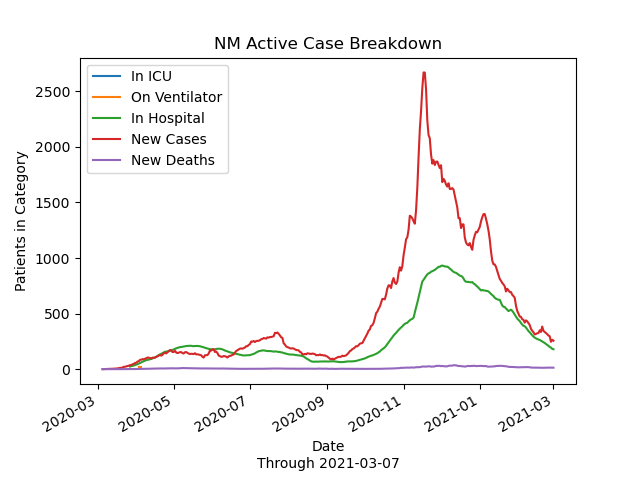 NM Active Case Breakdown
In ICU
On Ventilator
In Hospital
New Cases
New Deaths
Patients in Category
2500
2000
1500
1000
500
0
2020-03
2020-05
2020-07
2020-09
2020-11
2021-01
2021-03
Date
Through 2021-03-07